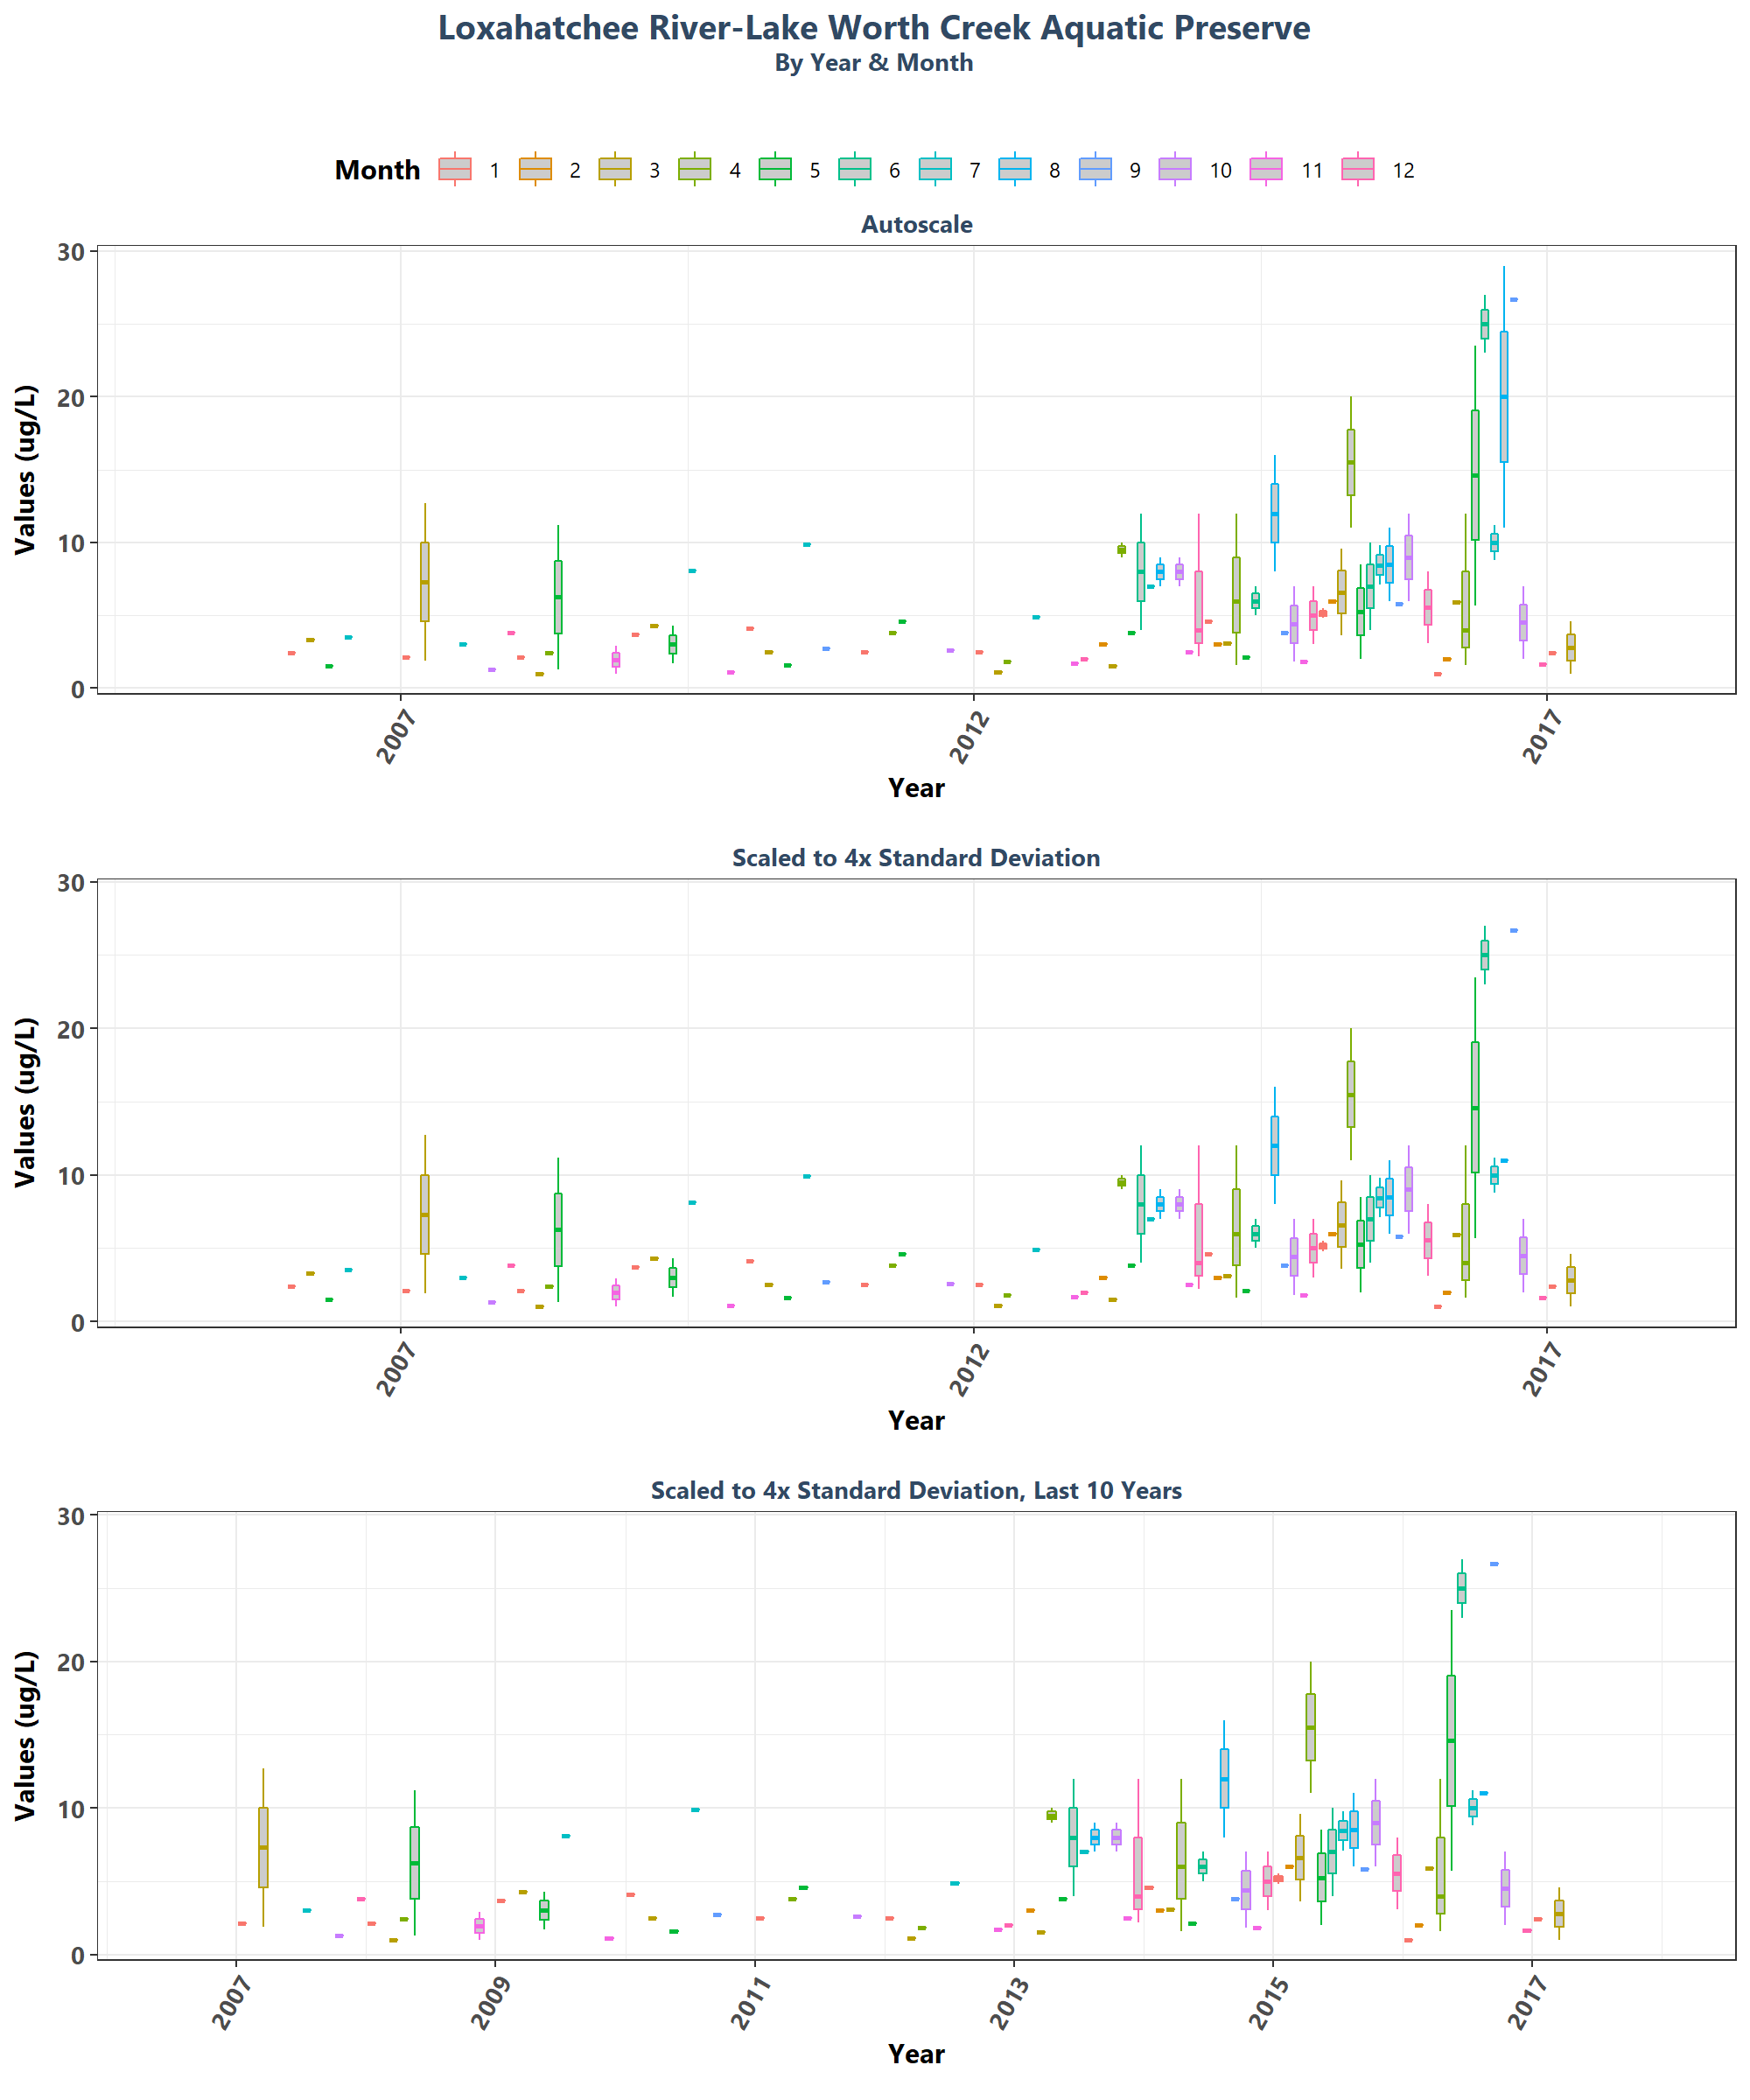 Loxahatchee River-Lake Worth Creek Aquatic Preserve
By Year & Month
Month 1 2 3 4 5 6 7 8 9 10 11 12
Autoscale
30
20
10
0
Values (ug/L)
2007 2012 2017
Year
Scaled to 4x Standard Deviation
30
20
10
0
Values (ug/L)
2007 2012 2017
Year
Scaled to 4x Standard Deviation, Last 10 Years
30
20
10
0
Values (ug/L)
2007 2009 2011 2013 2015 2017
Year